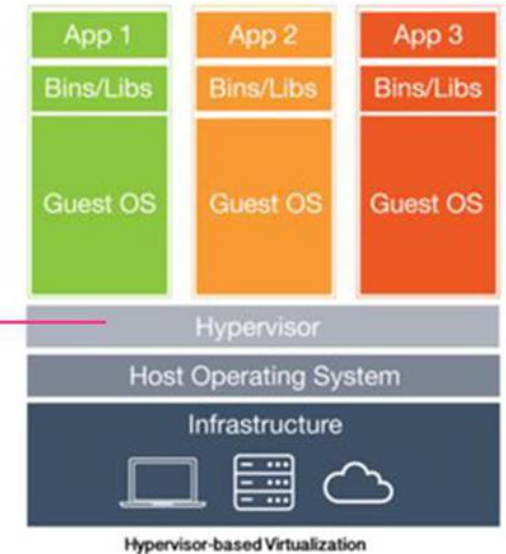 App 1 App 2 App 3
Bins/Libs Bins/Libs Bins/Libs
Guest OS Guest OS Guest OS
Hypervisor
Host Operating System
Infrastructure
Hypervisor-based Virtualization